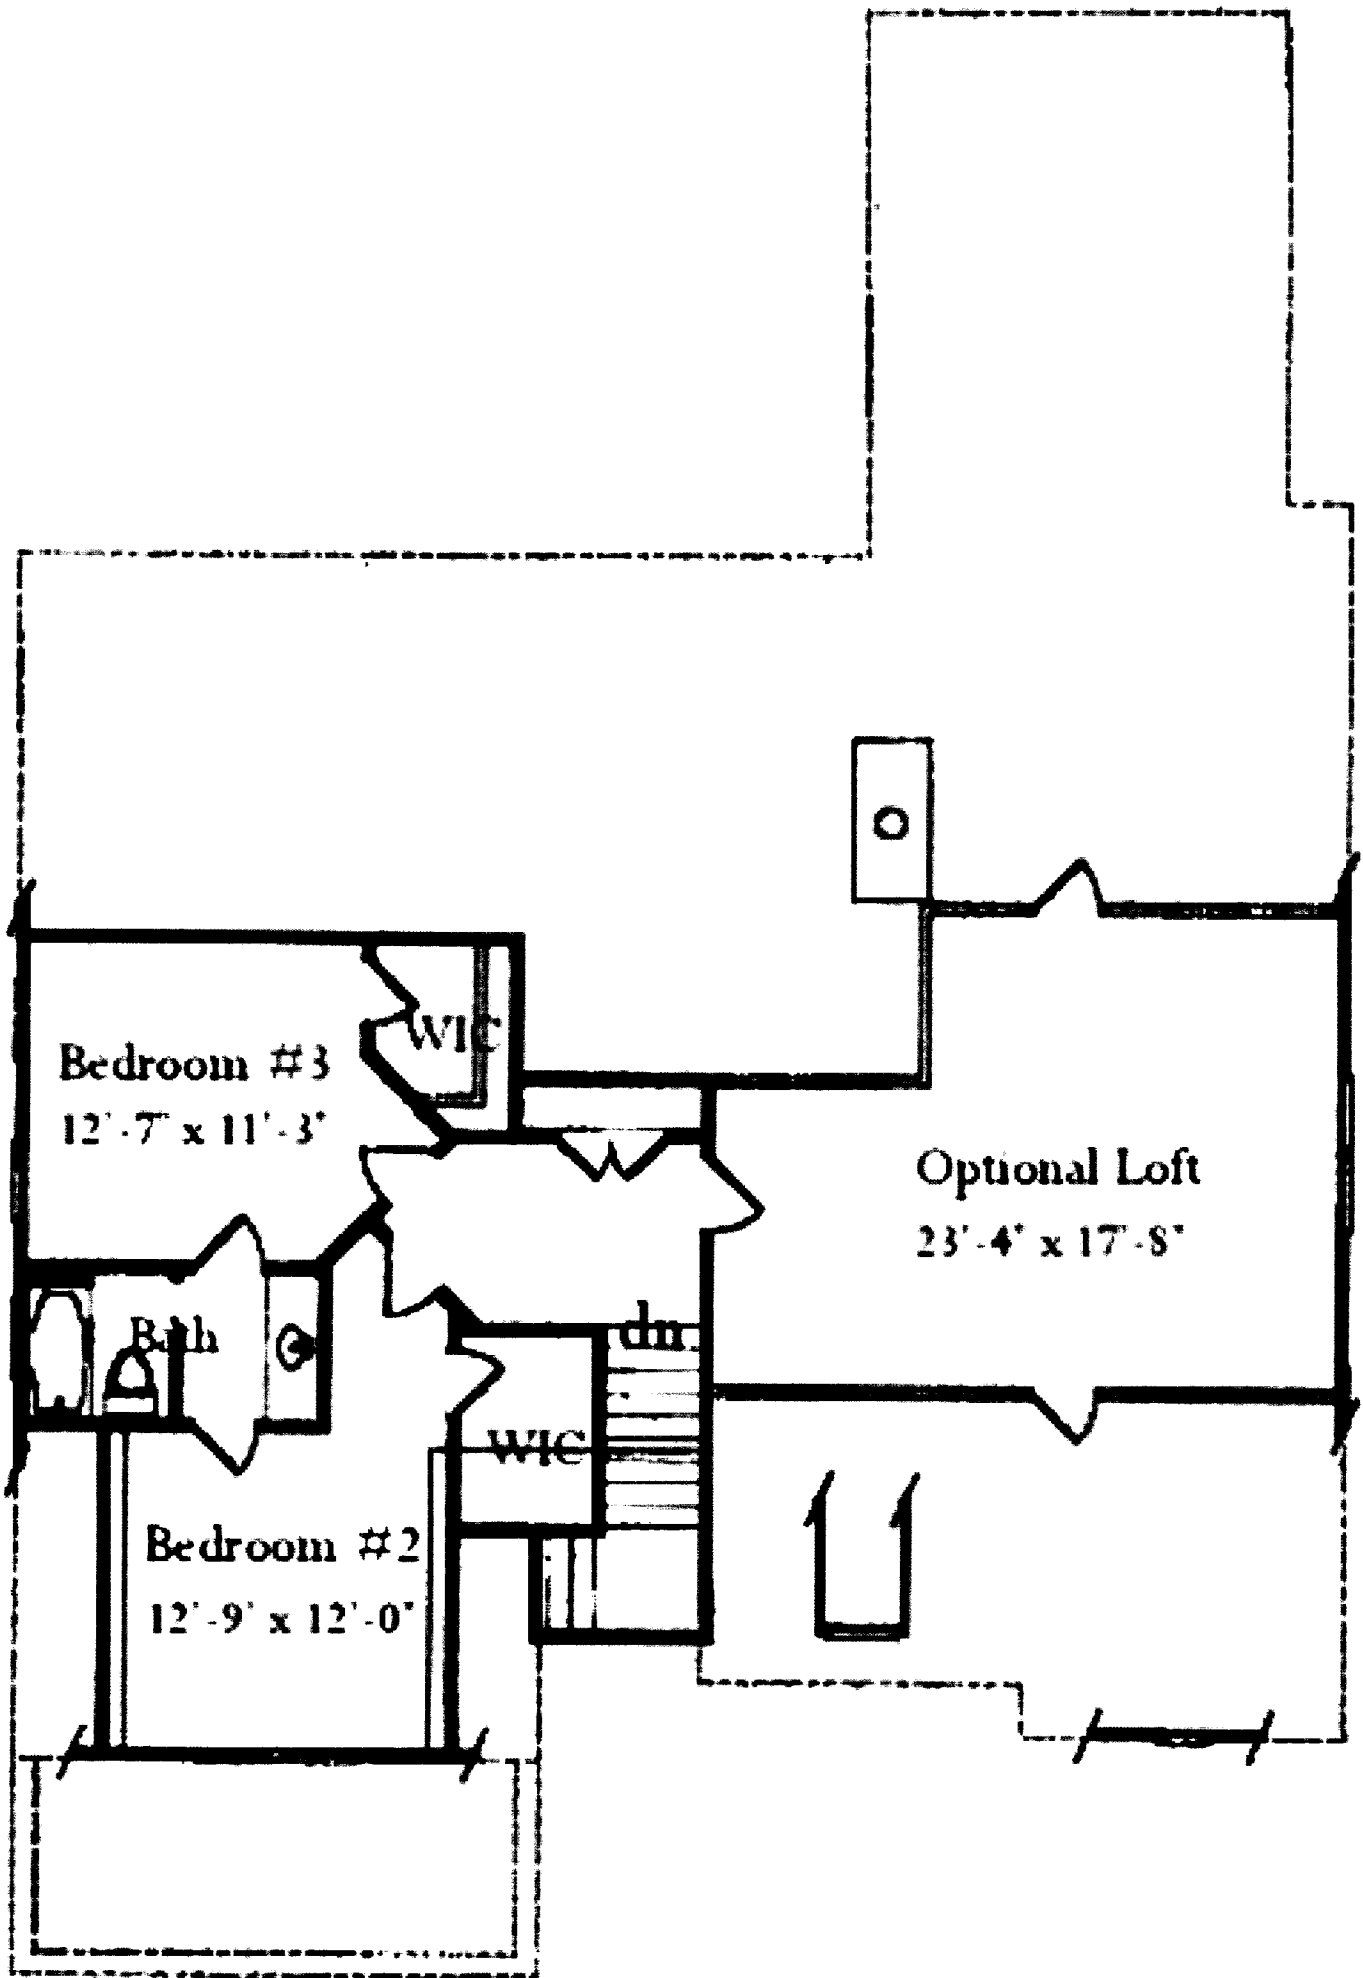 WIC
Bedroom #3
12'-7" x 11'-3"
Optional Loft
23'-4" x 17'-8"
Bath
dn
WIC
Bedroom #2
12'-9" x 12'-0"